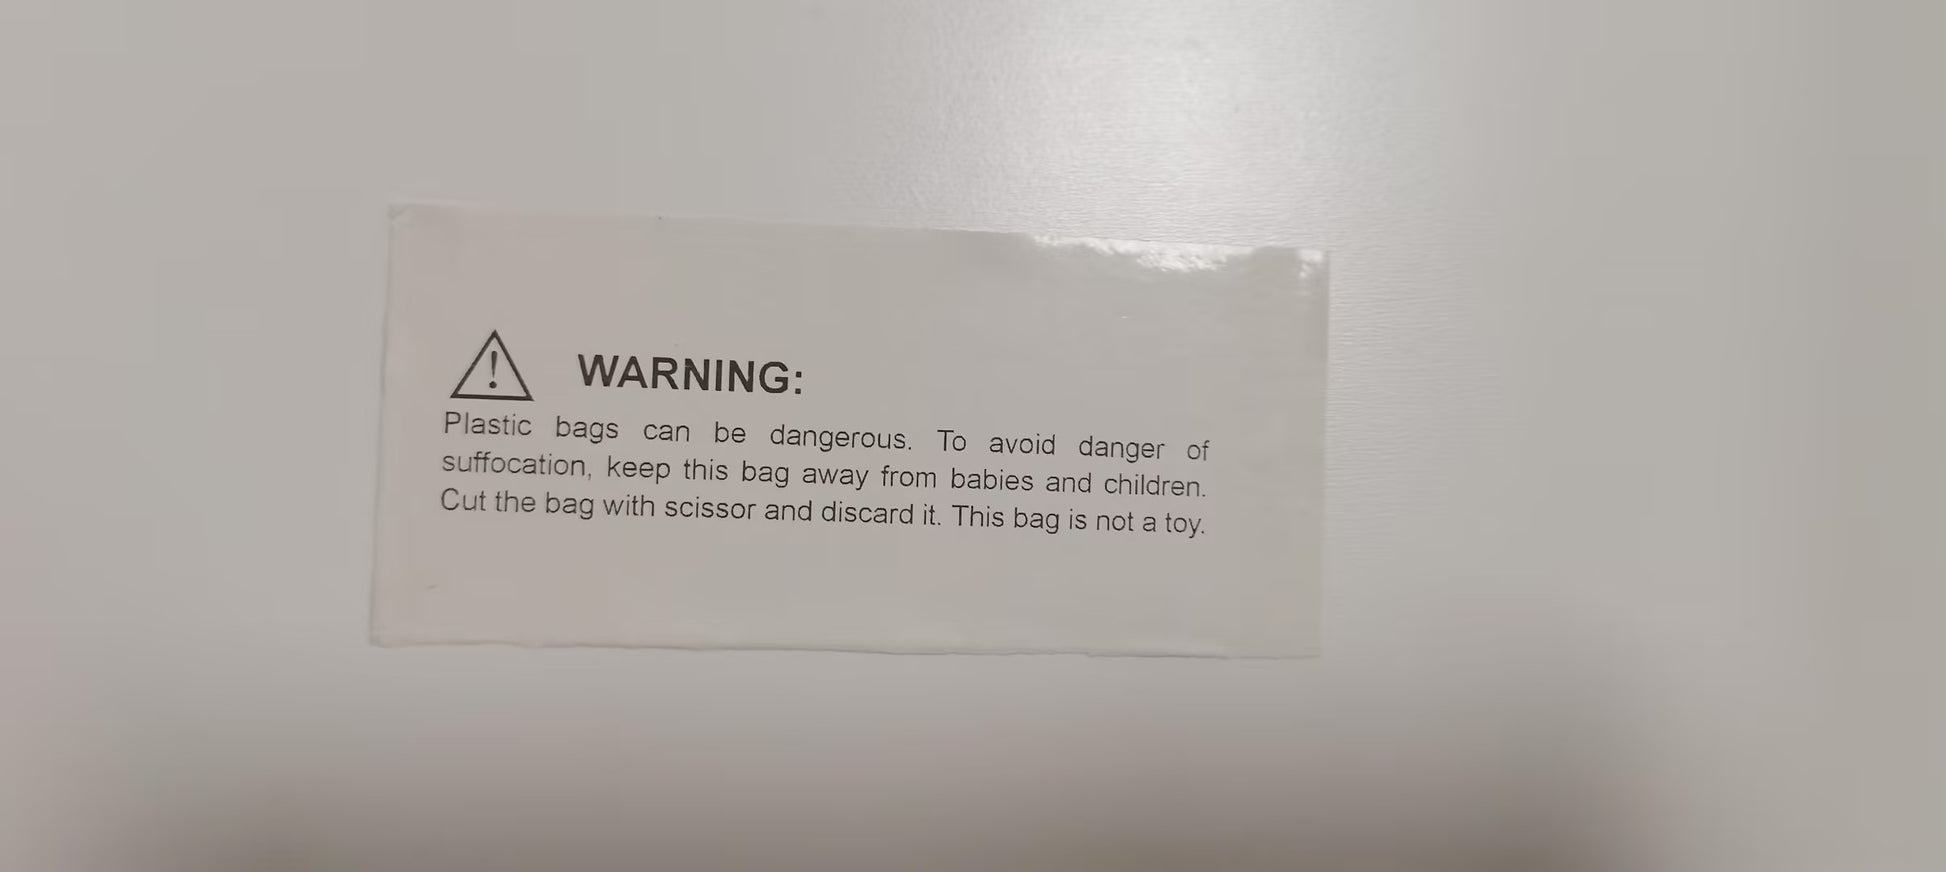 WARNING:
Plastic bags can be dangerous. To avoid danger of
suffocation, keep this bag away from babies and children.
Cut the bag with scissor and discard it. This bag is not a toy.